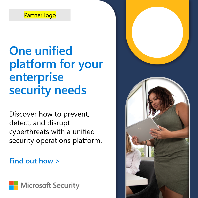 Partner logo
One unified
platform for your
enterprise
security needs
Discover how to prevent,
detect, and disrupt
cyberthreats with a unified
security operations platform.
Find out how >
Microsoft Security